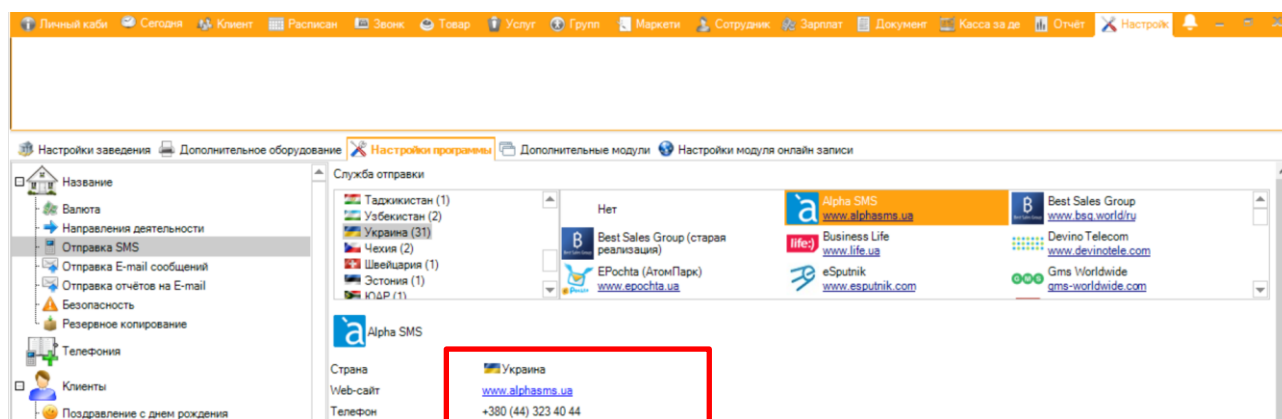 Личный каби Сегодня Клиент Расписан Звонк Товар Услуг Групп Маркети Сотрудник Зарплат Документ Касса за де Отчёт Настройк
Настройки заведения Дополнительное оборудование Настройки программы Дополнительные модули Настройки модуля онлайн записи
Название
Валюта
Направления деятельности
Отправка SMS
Отправка E-mail сообщений
Отправка отчётов на E-mail
Безопасность
Резервное копирование
Телефония
Клиенты
Поздравление с днем рождения
Служба отправки
Таджикистан (1)
Узбекистан (2)
Украина (31)
Чехия (2)
Швейцария (1)
Эстония (1)
ЮАР (1)
Нет
Alpha SMS
www.alphasms.ua
Best Sales Group
www.bsg.world/ru
Best Sales Group (старая
реализация)
life:) Business Life
www.life.ua
Devino Telecom
www.devinotele.com
EPochta (АтомПарк)
www.epochta.ua
eSputnik
www.esputnik.com
Gms Worldwide
gms-worldwide.com
Alpha SMS
Страна Украина
Web-сайт www.alphasms.ua
Телефон +380 (44) 323 40 44